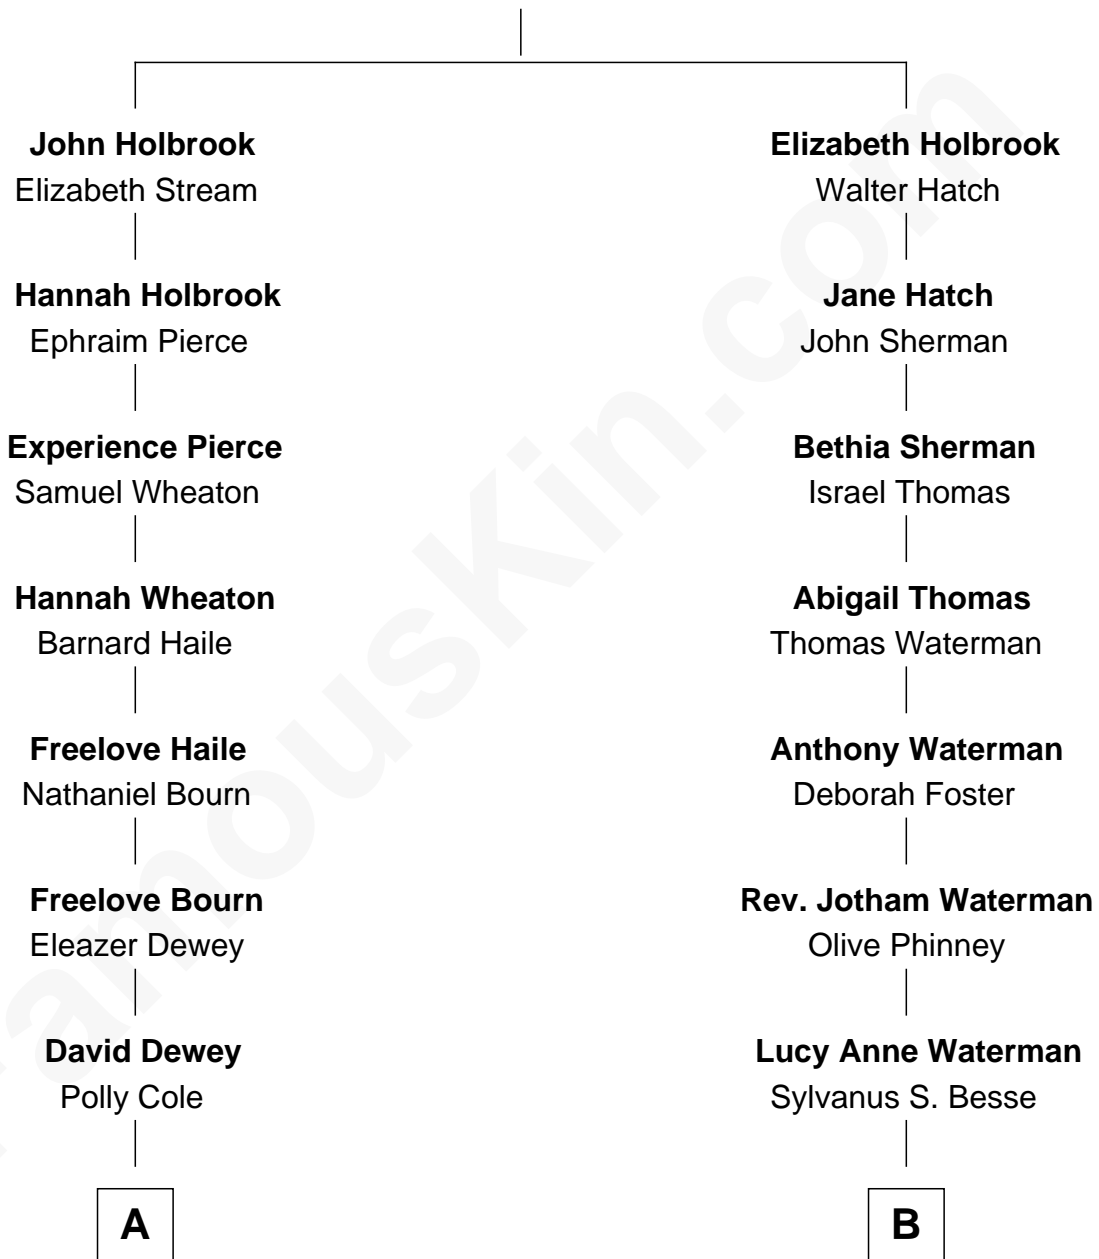 John Holbrook
Elizabeth Stream
Hannah Holbrook
Ephraim Pierce
Experience Pierce
Samuel Wheaton
Hannah Wheaton
Barnard Haile
Freelove Haile
Nathaniel Bourn
Freelove Bourn
Eleazer Dewey
David Dewey
Polly Cole
A
Elizabeth Holbrook
Walter Hatch
Jane Hatch
John Sherman
Bethia Sherman
Israel Thomas
Abigail Thomas
Thomas Waterman
Anthony Waterman
Deborah Foster
Rev. Jotham Waterman
Olive Phinney
Lucy Anne Waterman
Sylvanus S. Besse
B
FamousKin.com